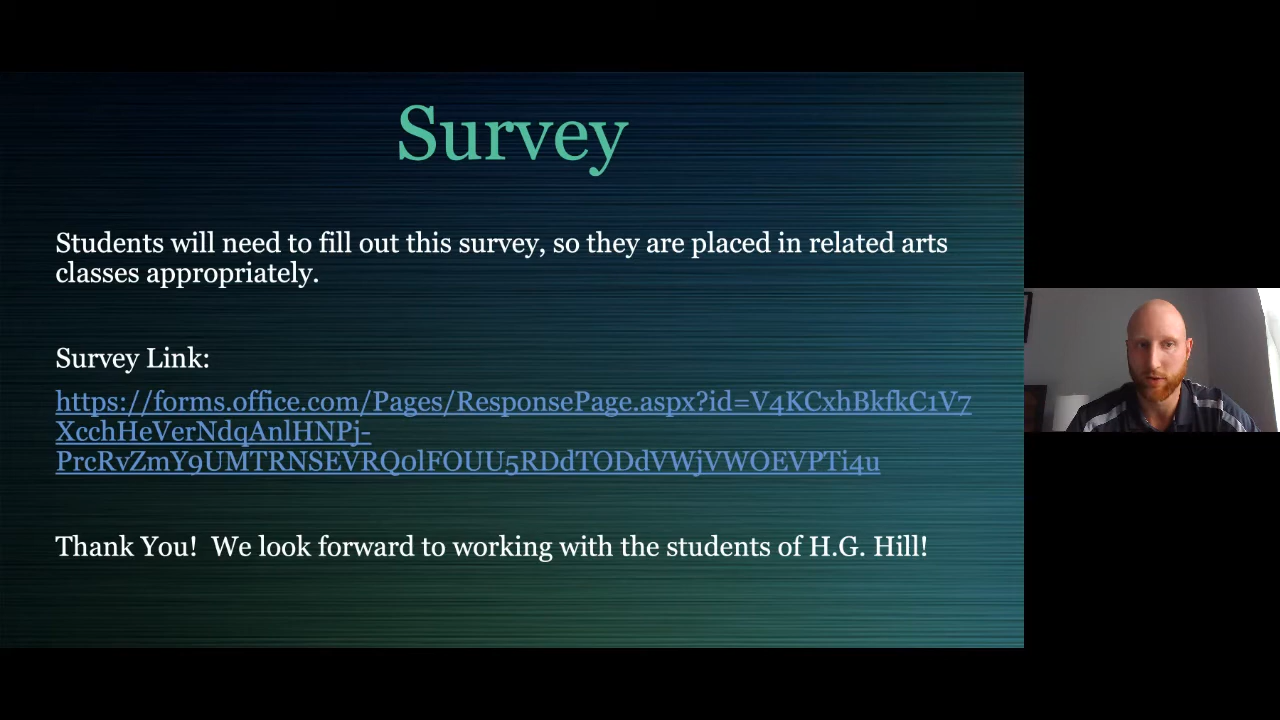 Survey
Students will need to fill out this survey, so they are placed in related arts
classes appropriately.
Survey Link:
https://forms.office.com/Pages/ResponsePage.aspx?id=V4KCxhBkfkC1V7
XcchHeVerNdqAnlHNPj-
PrcRvZmY9UMTRNSEVRQ0lFOUU5RDdTODdVWjVWOEVPTi4u
Thank You!  We look forward to working with the students of H.G. Hill!